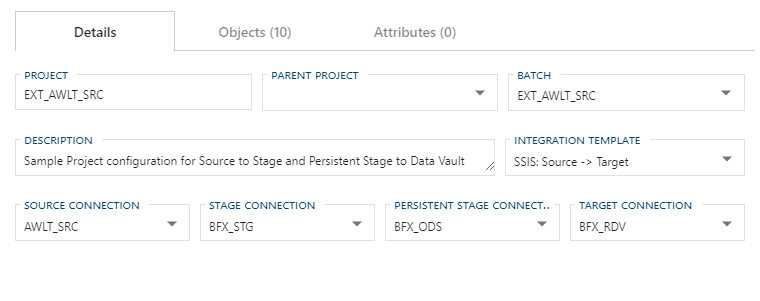 Details Objects (10) Attributes (0)
PROJECT PARENT PROJECT BATCH
EXT_AWLT_SRC EXT_AWLT_SRC
DESCRIPTION INTEGRATION TEMPLATE
Sample Project configuration for Source to Stage and Persistent Stage to Data Vault SSIS: Source -> Target
SOURCE CONNECTION STAGE CONNECTION PERSISTENT STAGE CONNECT.. TARGET CONNECTION
AWLT_SRC BFX_STG BFX_ODS BFX_RDV